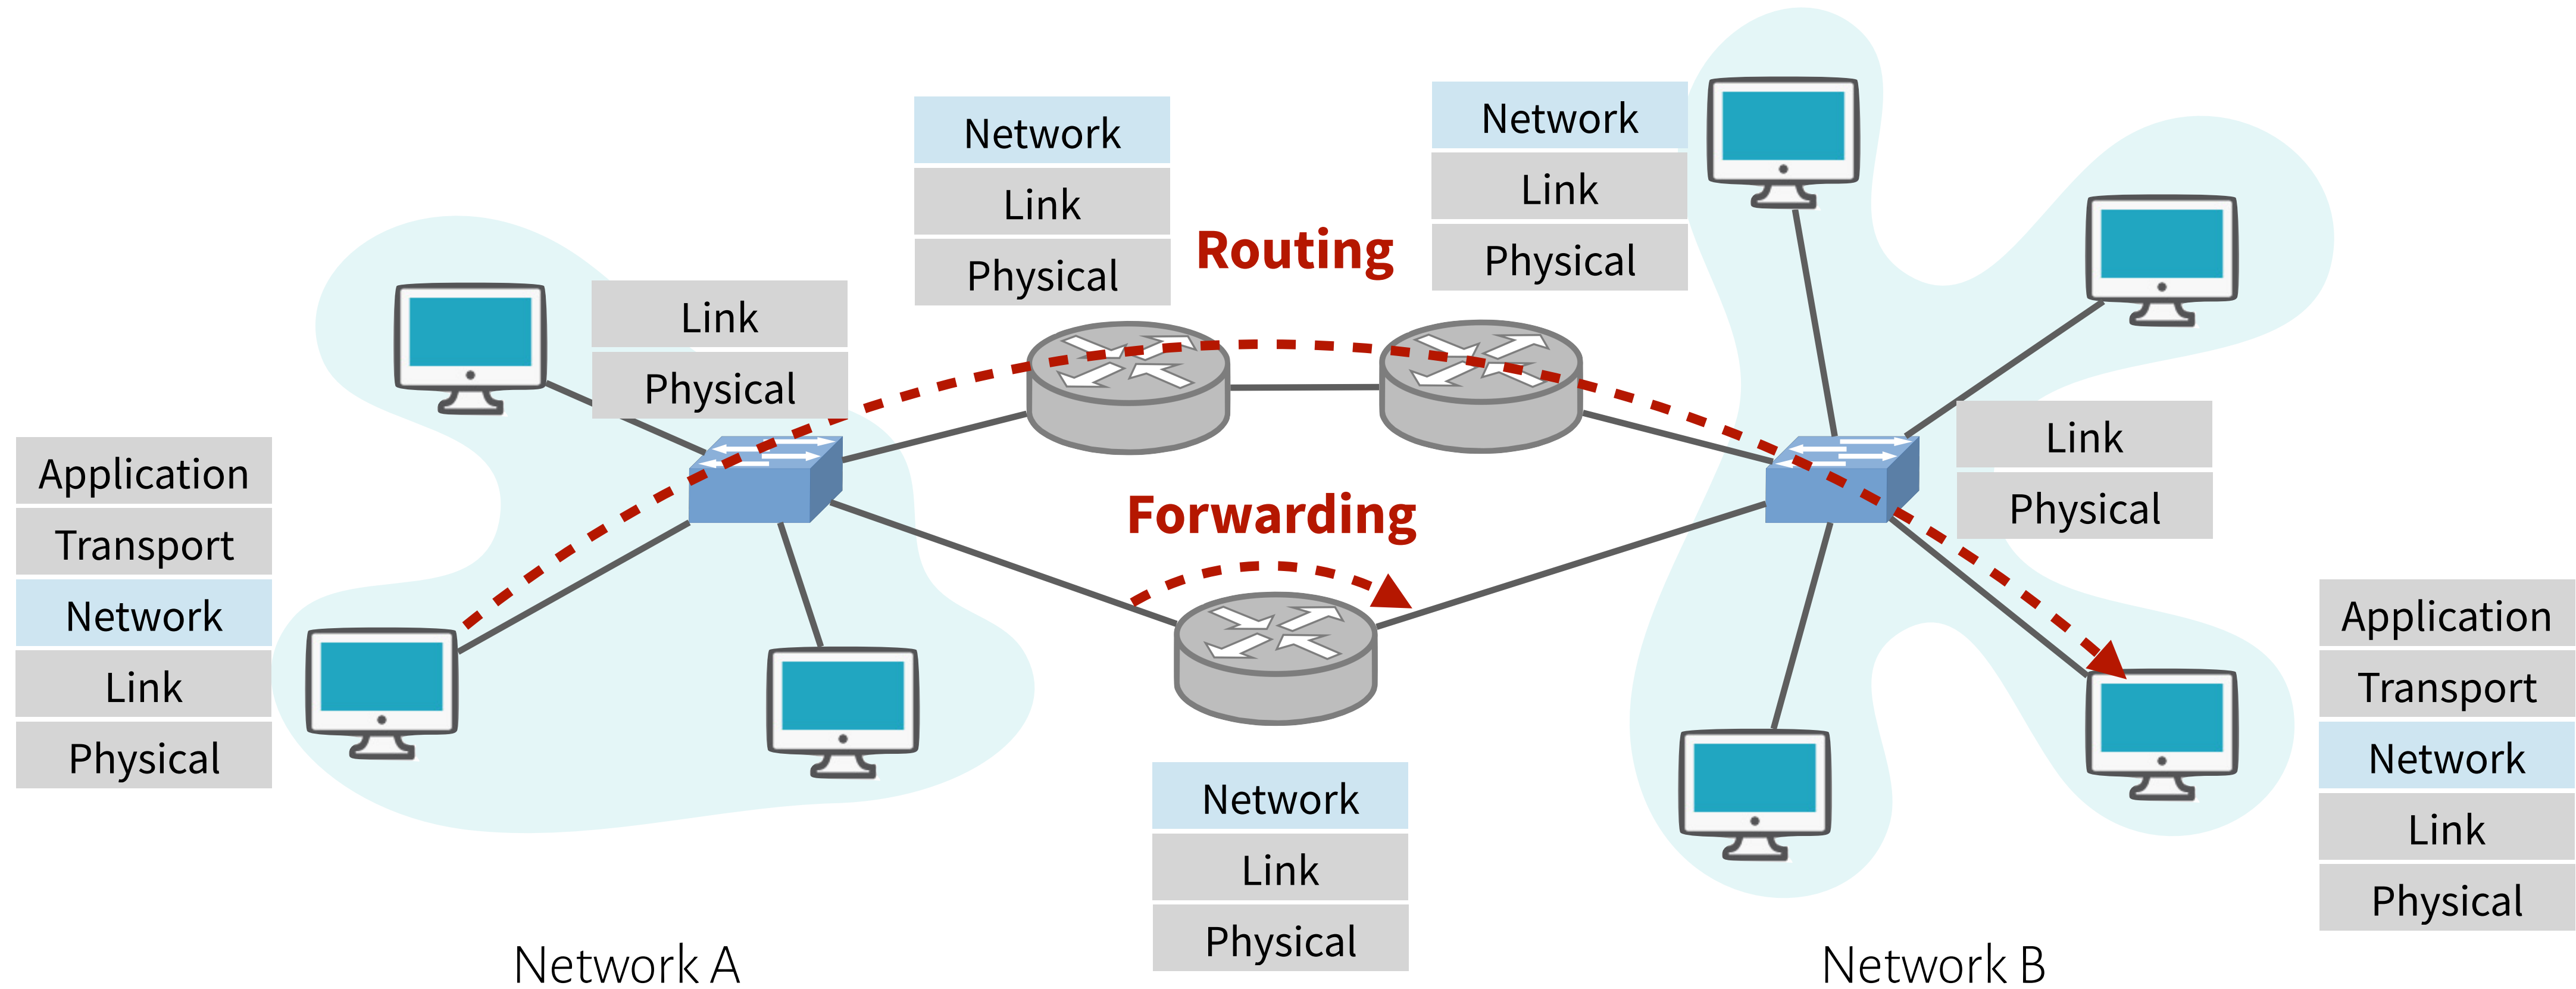 Network
Link
Physical
Network
Link
Physical
Routing
Link
Physical
Application
Transport
Network
Link
Physical
Forwarding
Link
Physical
Application
Transport
Network
Link
Physical
Network
Link
Physical
Network A
Network B